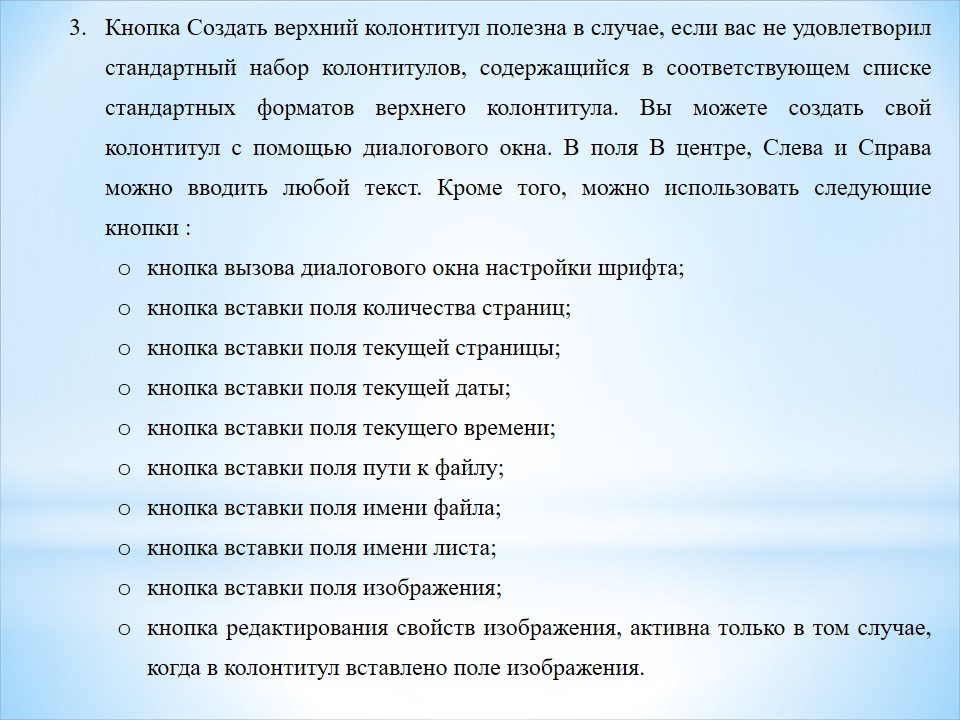 3. Кнопка Создать верхний колонтитул полезна в случае, если вас не удовлетворил
стандартный набор колонтитулов, содержащийся в соответствующем списке
стандартных форматов верхнего колонтитула. Вы можете создать свой
колонтитул с помощью диалогового окна. В поля В центре, Слева и Справа
можно вводить любой текст. Кроме того, можно использовать следующие
кнопки :
o кнопка вызова диалогового окна настройки шрифта;
o кнопка вставки поля количества страниц;
o кнопка вставки поля текущей страницы;
o кнопка вставки поля текущей даты;
o кнопка вставки поля текущего времени;
o кнопка вставки поля пути к файлу;
o кнопка вставки поля имени файла;
o кнопка вставки поля имени листа;
o кнопка вставки поля изображения;
o кнопка редактирования свойств изображения, активна только в том случае,
когда в колонтитул вставлено поле изображения.